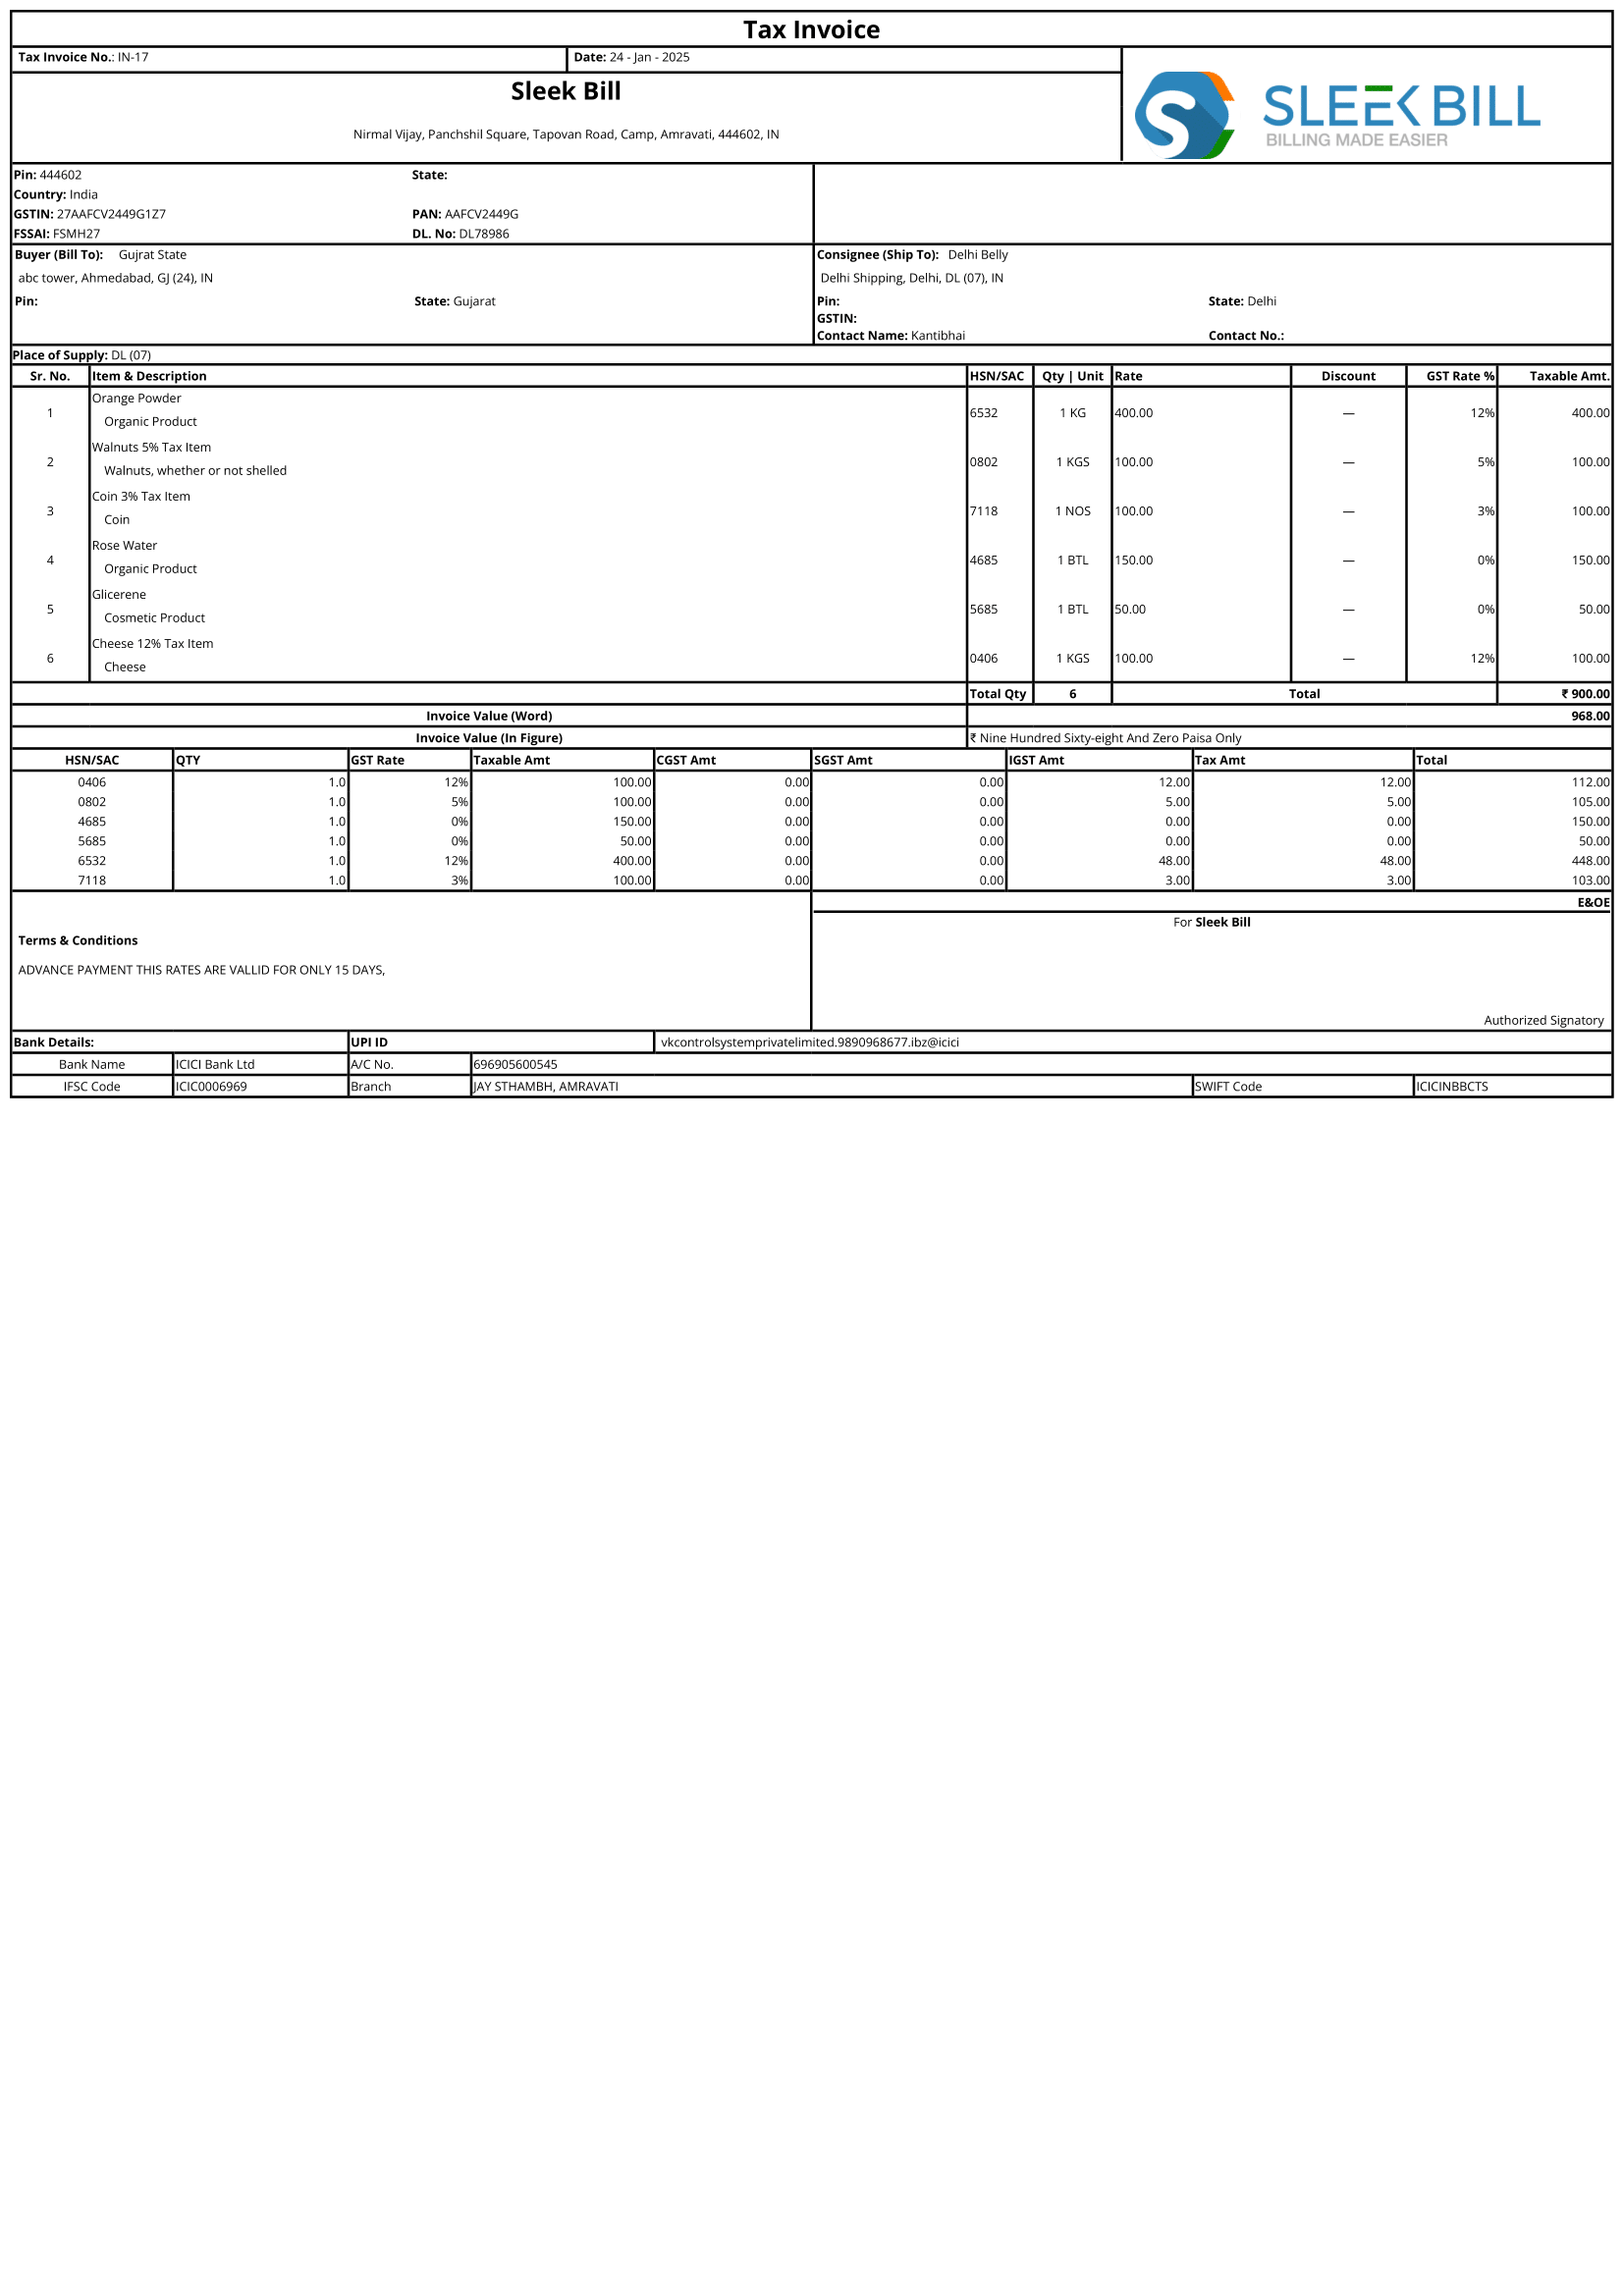 Tax Invoice
Tax Invoice No.: IN-17 Date: 24 - Jan - 2025
Sleek Bill
Nirmal Vijay, Panchshil Square, Tapovan Road, Camp, Amravati, 444602, IN
SLEEK BILL
BILLING MADE EASIER
Pin: 444602 State:
Country: India
GSTIN: 27AAFCV2449G1Z7 PAN: AAFCV2449G
FSSAI: FSMH27 DL. No: DL78986
Buyer (Bill To): Gujrat State
abc tower, Ahmedabad, GJ (24), IN
Pin: State: Gujarat
Consignee (Ship To): Delhi Belly
Delhi Shipping, Delhi, DL (07), IN
Pin: State: Delhi
GSTIN:
Contact Name: Kantibhai Contact No.:
Place of Supply: DL (07)
Sr. No. Item & Description HSN/SAC Qty | Unit Rate Discount GST Rate % Taxable Amt.
Orange Powder
1 Organic Product 6532 1 KG 400.00 — 12% 400.00
Walnuts 5% Tax Item
2 Walnuts, whether or not shelled 0802 1 KGS 100.00 — 5% 100.00
Coin 3% Tax Item
3 Coin 7118 1 NOS 100.00 — 3% 100.00
Rose Water
4 Organic Product 4685 1 BTL 150.00 — 0% 150.00
Glicerene
5 Cosmetic Product 5685 1 BTL 50.00 — 0% 50.00
Cheese 12% Tax Item
6 Cheese 0406 1 KGS 100.00 — 12% 100.00
Total Qty 6 Total ₹ 900.00
Invoice Value (Word) 968.00
Invoice Value (In Figure) ₹ Nine Hundred Sixty-eight And Zero Paisa Only
HSN/SAC QTY GST Rate Taxable Amt CGST Amt SGST Amt IGST Amt Tax Amt Total
0406 1.0 12% 100.00 0.00 0.00 12.00 12.00 112.00
0802 1.0 5% 100.00 0.00 0.00 5.00 5.00 105.00
4685 1.0 0% 150.00 0.00 0.00 0.00 0.00 150.00
5685 1.0 0% 50.00 0.00 0.00 0.00 0.00 50.00
6532 1.0 12% 400.00 0.00 0.00 48.00 48.00 448.00
7118 1.0 3% 100.00 0.00 0.00 3.00 3.00 103.00
Terms & Conditions
ADVANCE PAYMENT THIS RATES ARE VALLID FOR ONLY 15 DAYS,
E&OE
For Sleek Bill
Authorized Signatory
Bank Details: UPI ID vkcontrolsystemprivatelimited.9890968677.ibz@icici
Bank Name ICICI Bank Ltd A/C No. 696905600545
IFSC Code ICIC0006969 Branch JAY STHAMBH, AMRAVATI SWIFT Code ICICINBBCTS